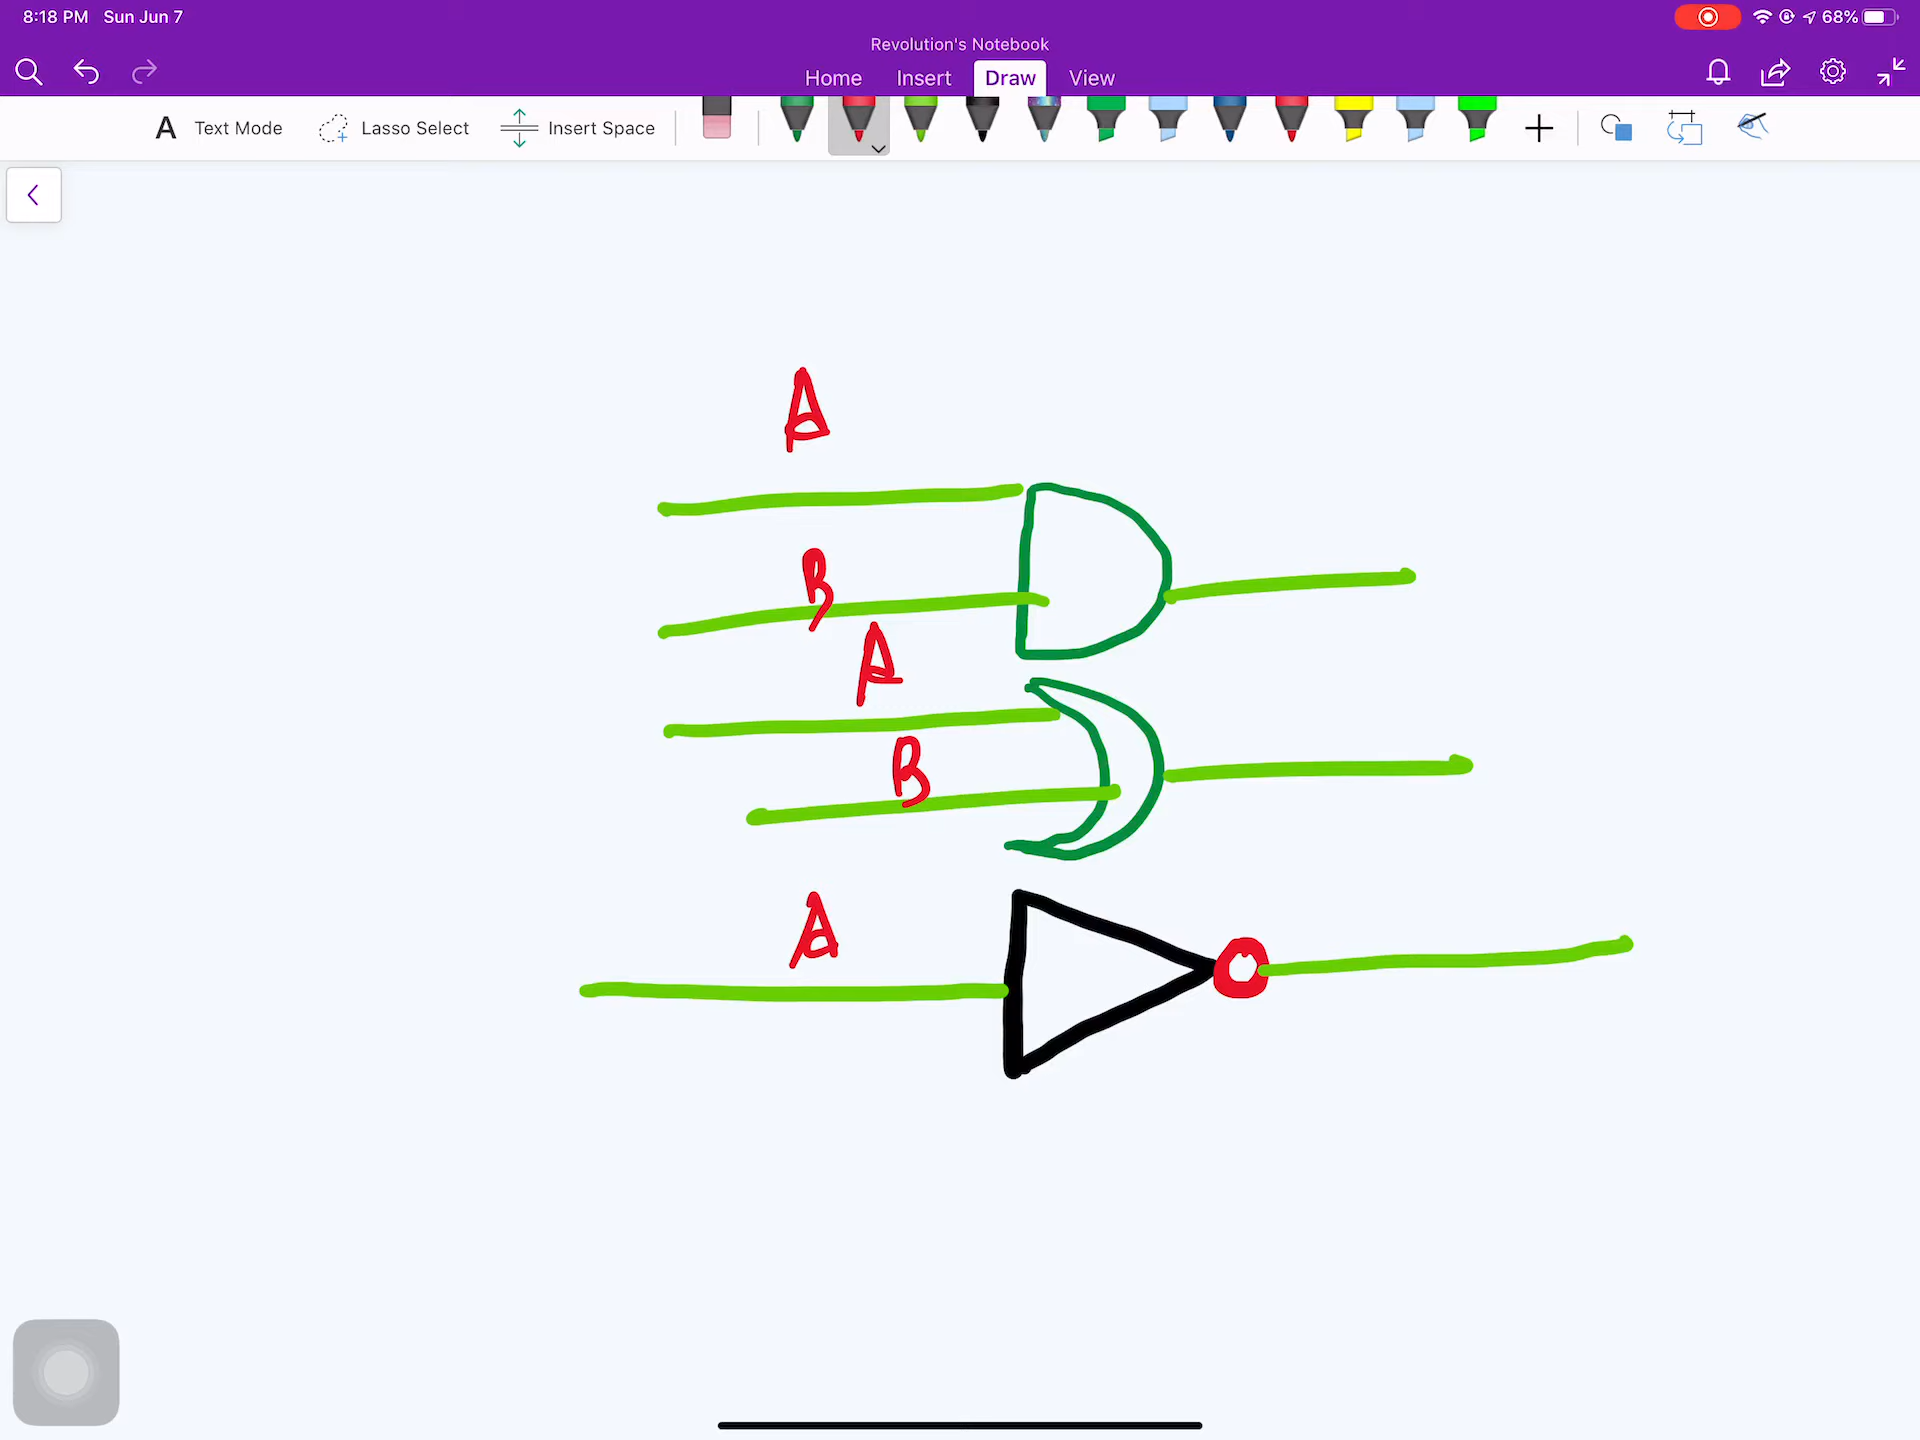 8:18 PM Sun Jun 7 68%
Revolution's Notebook
Home Insert Draw View
A Text Mode Lasso Select Insert Space
A
B
A
B
A